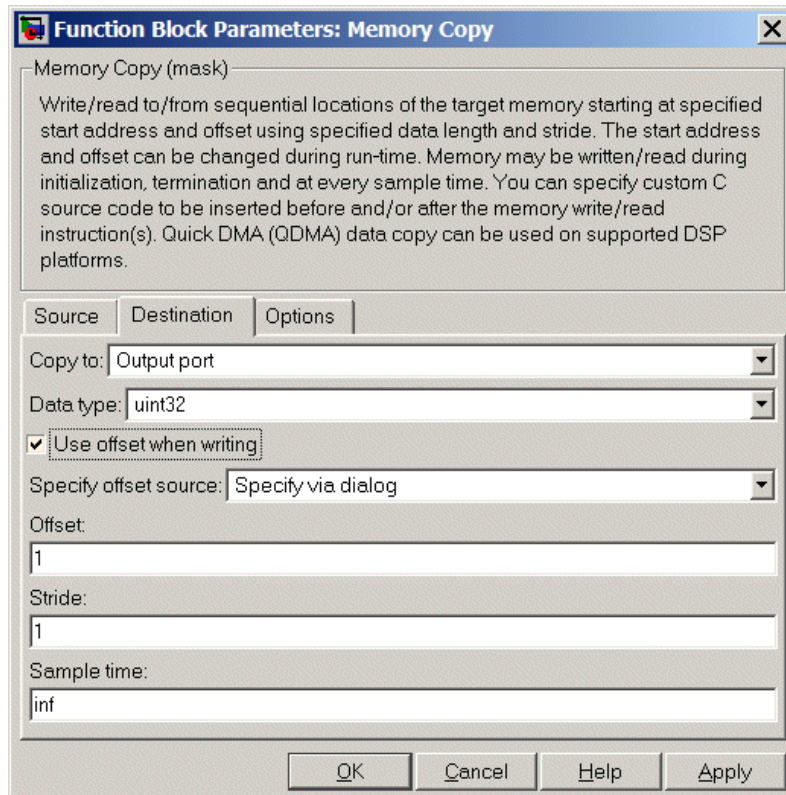 Function Block Parameters: Memory Copy
Memory Copy (mask)
Write/read to/from sequential locations of the target memory starting at specified
start address and offset using specified data length and stride. The start address
and offset can be changed during run-time. Memory may be written/read during
initialization, termination and at every sample time. You can specify custom C
source code to be inserted before and/or after the memory write/read
instruction(s). Quick DMA (QDMA) data copy can be used on supported DSP
platforms.
Source Destination Options
Copy to: Output port
Data type: uint32
Use offset when writing
Specify offset source: Specify via dialog
Offset:
1
Stride:
1
Sample time:
inf
OK Cancel Help Apply